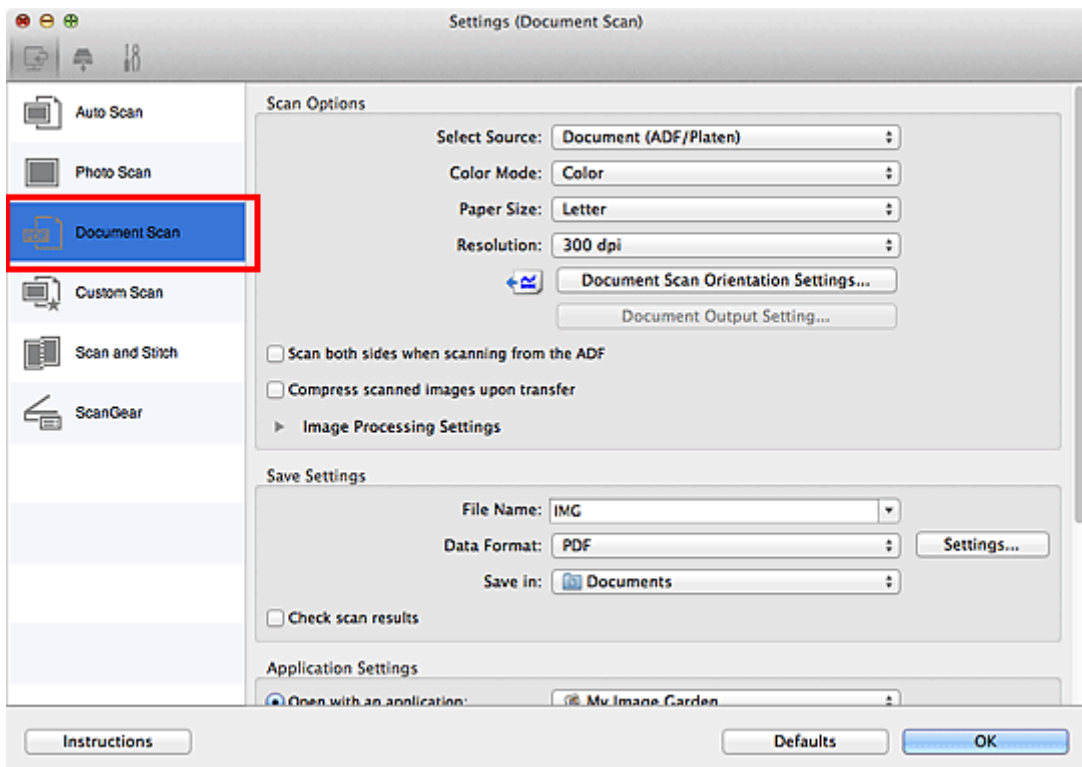 Settings (Document Scan)
Auto Scan
Photo Scan
PDF
Document Scan
Custom Scan
Scan and Stitch
ScanGear
Scan Options
Select Source: Document (ADF/Platen)
Color Mode: Color
Paper Size: Letter
Resolution: 300 dpi
Document Scan Orientation Settings...
Document Output Setting...
Scan both sides when scanning from the ADF
Compress scanned images upon transfer
Image Processing Settings
Save Settings
File Name: IMG
Data Format: PDF Settings...
Save in: Documents
Check scan results
Application Settings
Open with an application: My Image Garden
Instructions Defaults OK